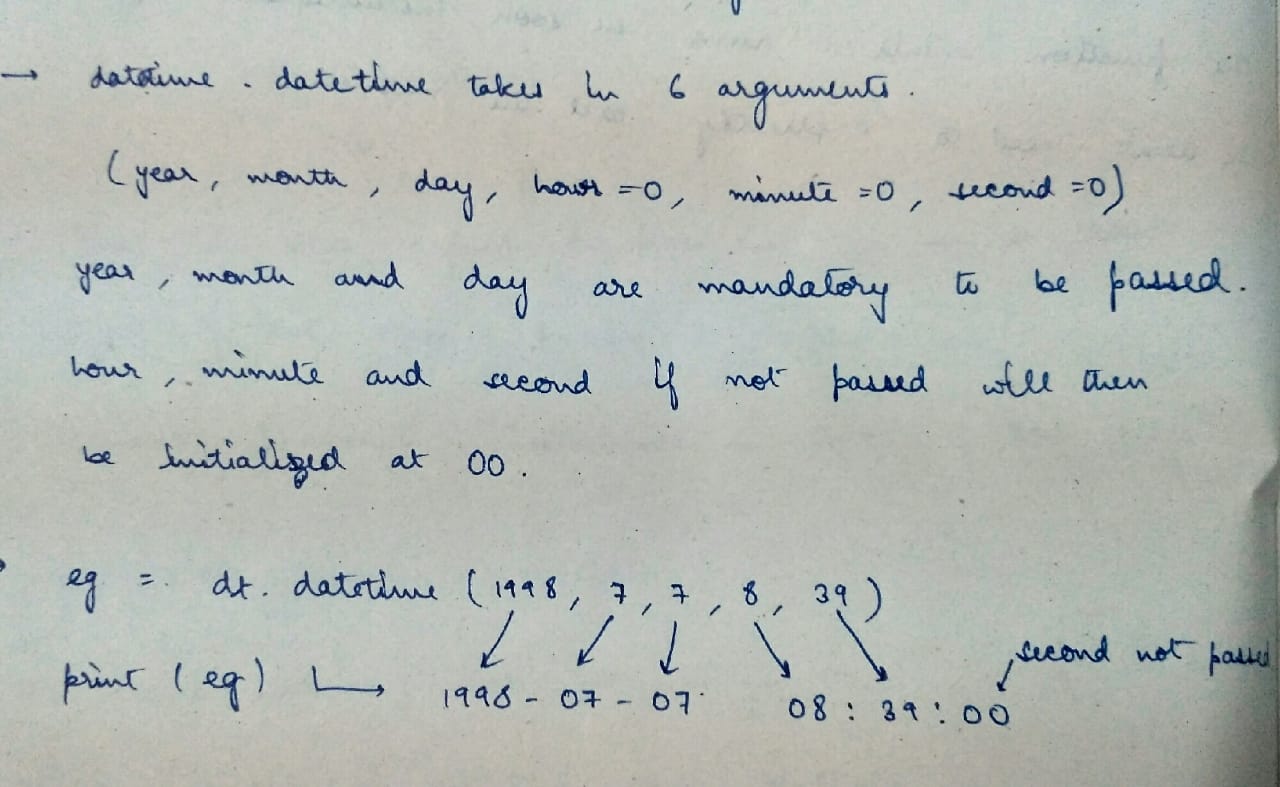 → datetime . datetime takes in 6 arguments .
(year, month, day, hour =0, minute =0, second =0)
year, month and day are mandatory to be passed.
hour, minute and second if not passed will then
be initialized at 00 .
eg = dt. datetime (1998, 7, 7, 8, 39)
second not passed
print (eg) ↳ 1998 - 07 - 07 08 : 39 : 00